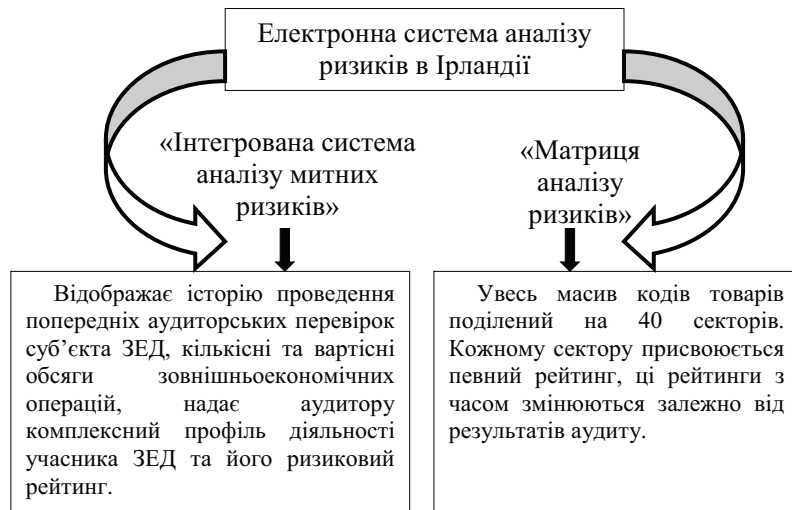 Електронна система аналізу
ризиків в Ірландії
«Інтегрована система
аналізу митних
ризиків»
«Матриця
аналізу
ризиків»
Відображає історію проведення
попередніх аудиторських перевірок
суб’єкта ЗЕД, кількісні та вартісні
обсяги зовнішньоекономічних
операцій, надає аудитору
комплексний профіль діяльності
учасника ЗЕД та його ризиковий
рейтинг.
Увесь масив кодів товарів
поділений на 40 секторів.
Кожному сектору присвоюється
певний рейтинг, ці рейтинги з
часом змінюються залежно від
результатів аудиту.